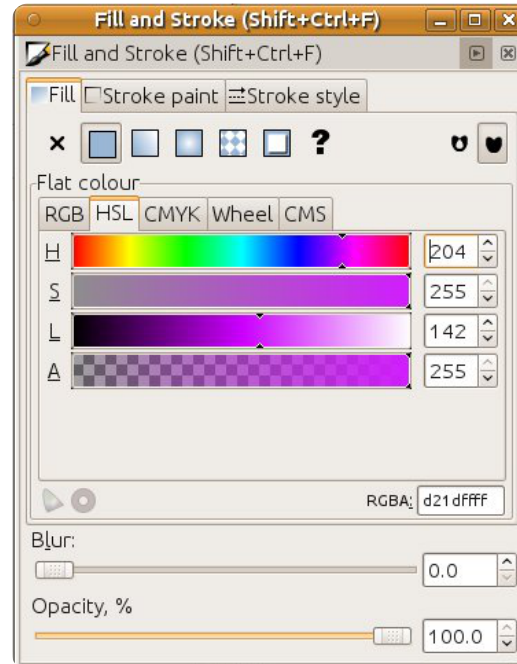 Fill and Stroke (Shift+Ctrl+F)
Fill and Stroke (Shift+Ctrl+F)
Fill Stroke paint Stroke style
?
Flat colour
RGB HSL CMYK Wheel CMS
H 204
S 255
L 142
A 255
RGBA: d21dffff
Blur:
0.0
Opacity, %
100.0